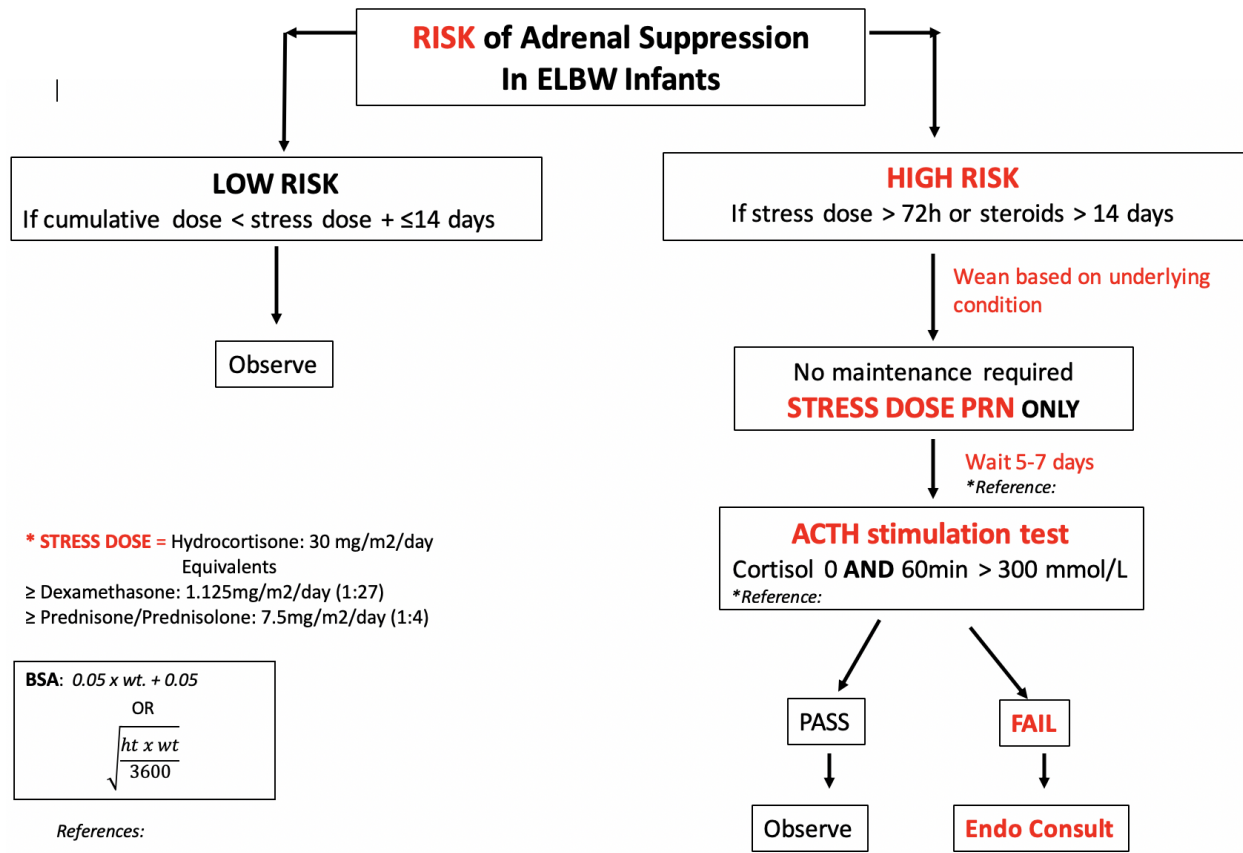 RISK of Adrenal Suppression
In ELBW Infants
LOW RISK
If cumulative dose < stress dose + ≤14 days
Observe
HIGH RISK
If stress dose > 72h or steroids > 14 days
Wean based on underlying
condition
No maintenance required
STRESS DOSE PRN ONLY
Wait 5-7 days
*Reference:
ACTH stimulation test
Cortisol 0 AND 60min > 300 mmol/L
*Reference:
PASS
FAIL
Observe
Endo Consult
* STRESS DOSE = Hydrocortisone: 30 mg/m2/day
Equivalents
≥ Dexamethasone: 1.125mg/m2/day (1:27)
≥ Prednisone/Prednisolone: 7.5mg/m2/day (1:4)
BSA: 0.05 x wt. + 0.05
OR
√
ht x wt
3600
References: